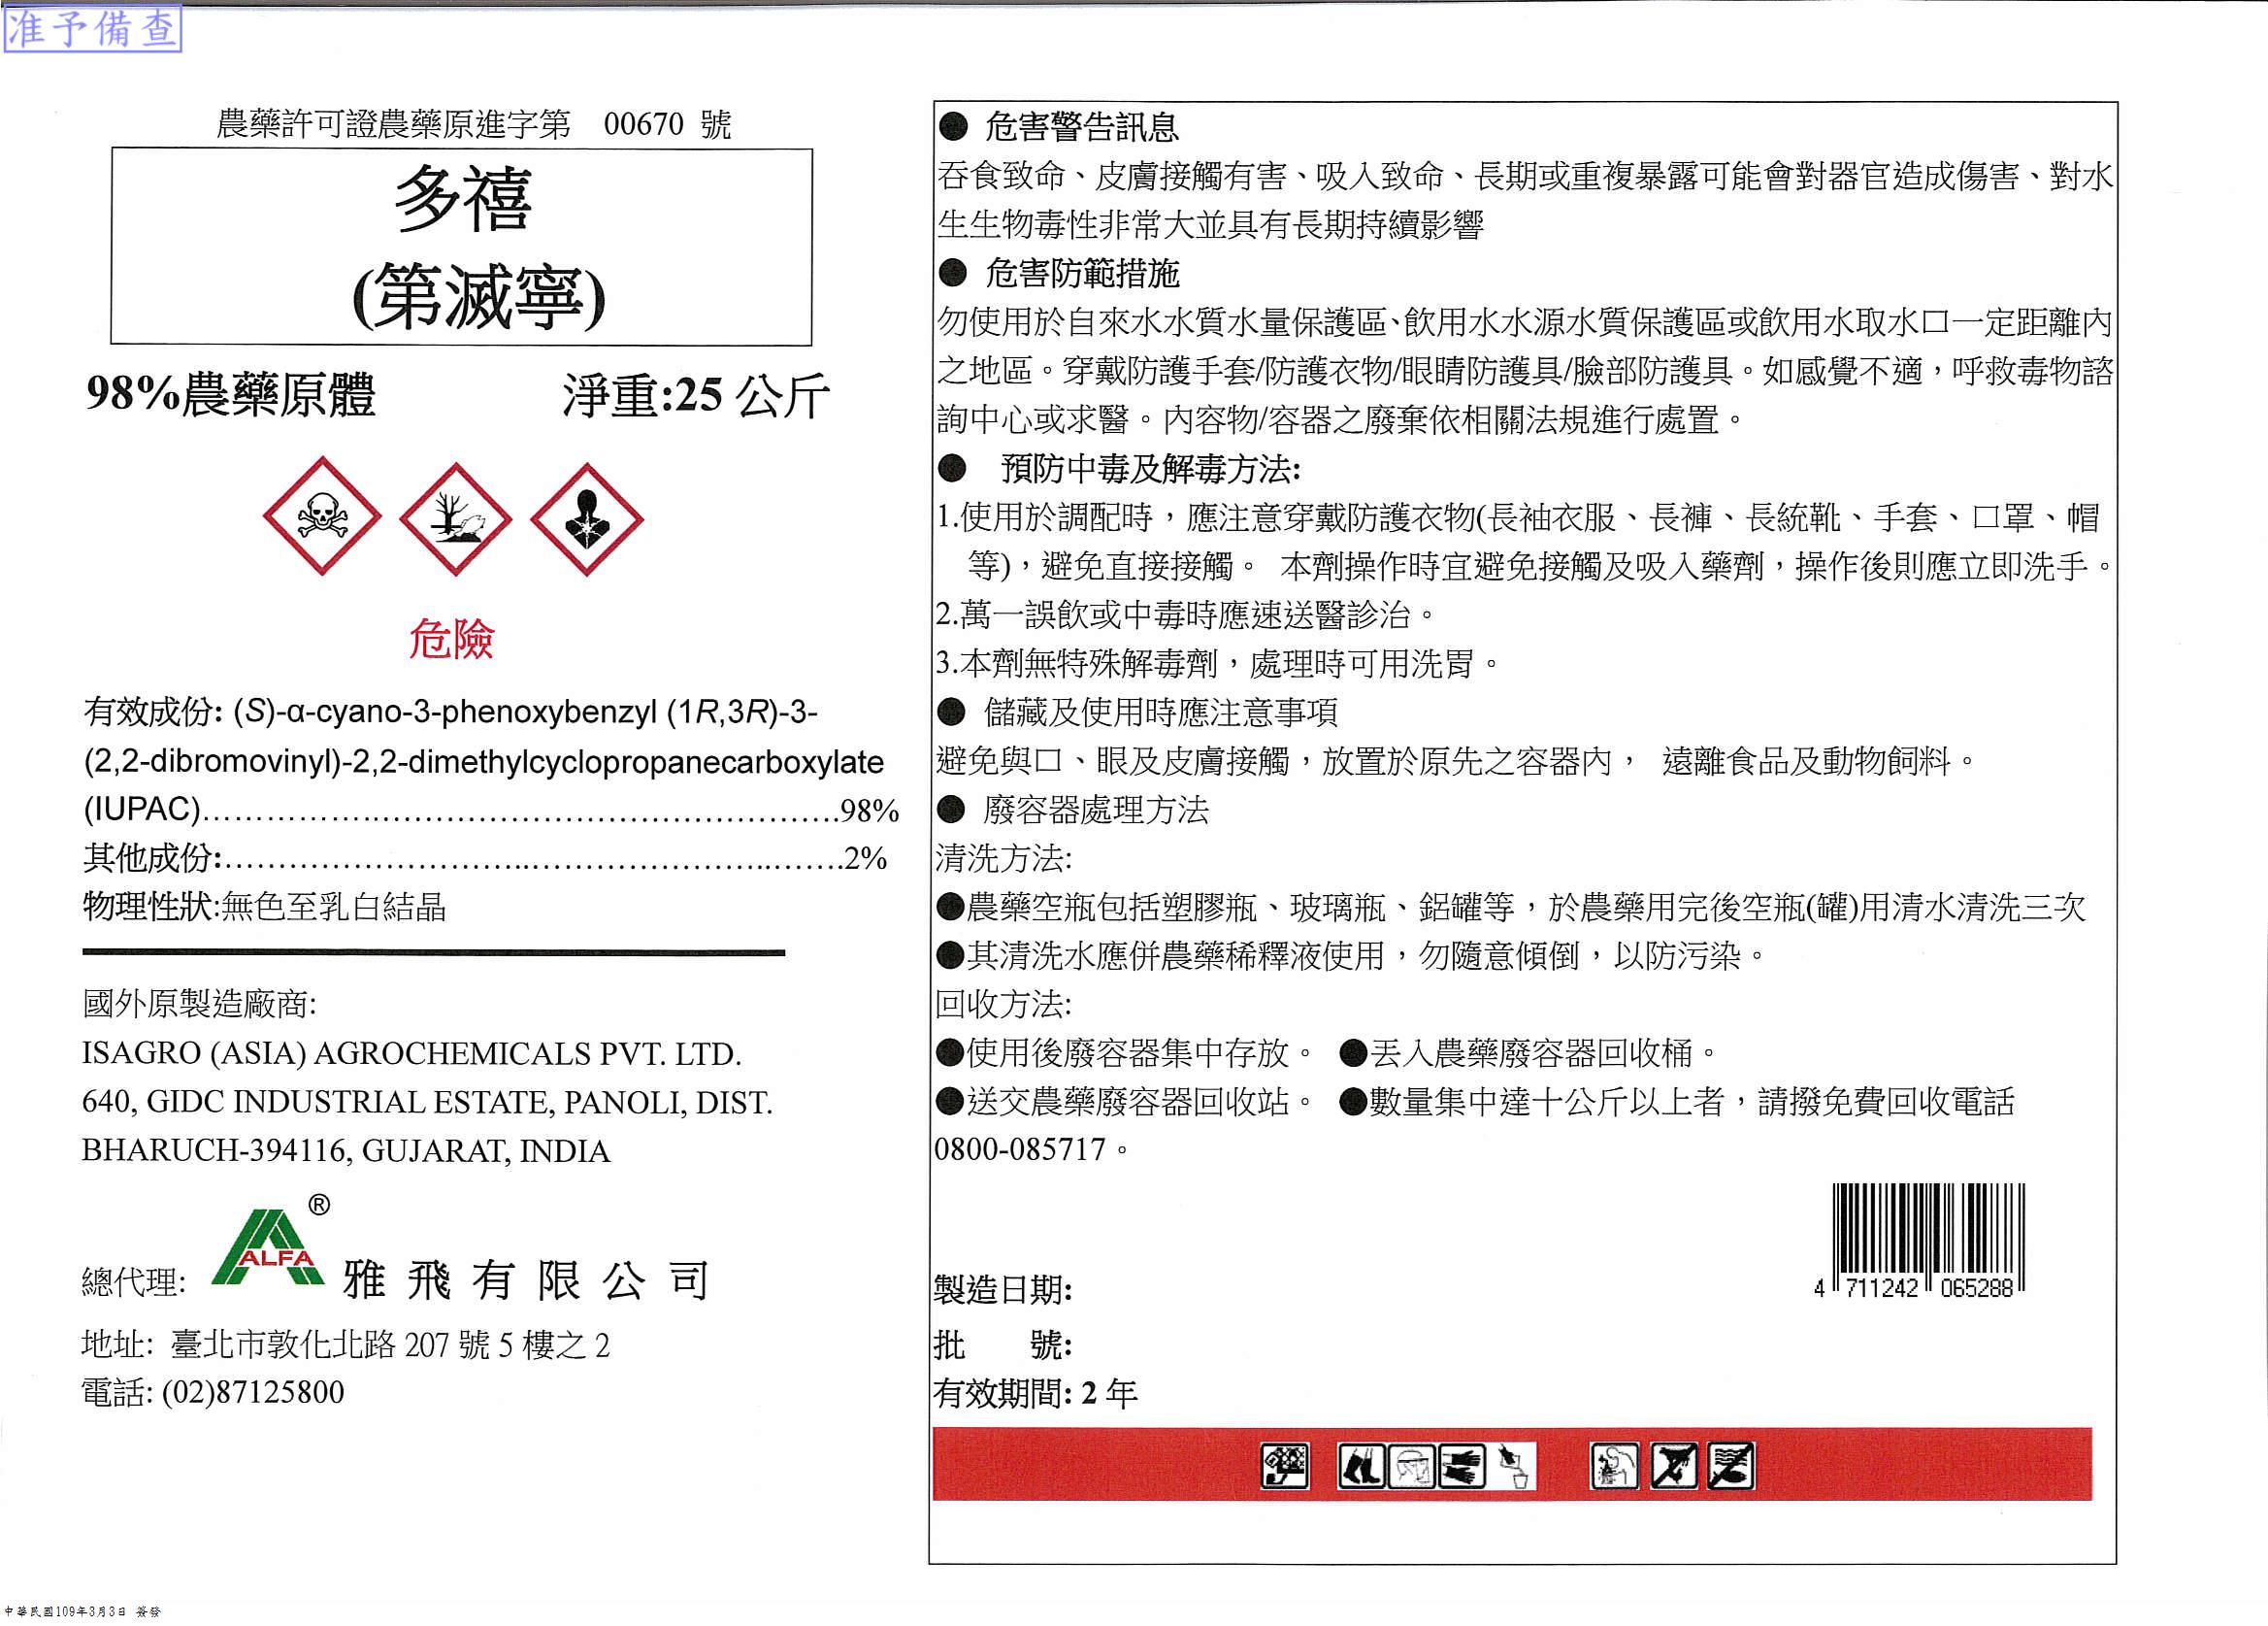 准予備查
農藥許可證農藥原進字第 00670 號
多禧
(第滅寧)
98%農藥原體 淨重:25 公斤
危險
有效成份: (S)-α-cyano-3-phenoxybenzyl (1R,3R)-3-
(2,2-dibromovinyl)-2,2-dimethylcyclopropanecarboxylate
(IUPAC)……………………………………………………98%
其他成份:……………………………………………………2%
物理性狀:無色至乳白結晶
國外原製造廠商:
ISAGRO (ASIA) AGROCHEMICALS PVT. LTD.
640, GIDC INDUSTRIAL ESTATE, PANOLI, DIST.
BHARUCH-394116, GUJARAT, INDIA
總代理: ALFA® 雅飛有限公司
地址: 臺北市敦化北路 207 號 5 樓之 2
電話: (02)87125800
● 危害警告訊息
吞食致命、皮膚接觸有害、吸入致命、長期或重複暴露可能會對器官造成傷害、對水
生生物毒性非常大並具有長期持續影響
● 危害防範措施
勿使用於自來水水質水量保護區、飲用水水源水質保護區或飲用水取水口一定距離內
之地區。穿戴防護手套/防護衣物/眼睛防護具/臉部防護具。如感覺不適，呼救毒物諮
詢中心或求醫。內容物/容器之廢棄依相關法規進行處置。
● 預防中毒及解毒方法:
1.使用於調配時，應注意穿戴防護衣物(長袖衣服、長褲、長統靴、手套、口罩、帽
等)，避免直接接觸。 本劑操作時宜避免接觸及吸入藥劑，操作後則應立即洗手。
2.萬一誤飲或中毒時應速送醫診治。
3.本劑無特殊解毒劑，處理時可用洗胃。
● 儲藏及使用時應注意事項
避免與口、眼及皮膚接觸，放置於原先之容器內， 遠離食品及動物飼料。
● 廢容器處理方法
清洗方法:
●農藥空瓶包括塑膠瓶、玻璃瓶、鋁罐等，於農藥用完後空瓶(罐)用清水清洗三次
●其清洗水應併農藥稀釋液使用，勿隨意傾倒，以防污染。
回收方法:
●使用後廢容器集中存放。 ●丟入農藥廢容器回收桶。
●送交農藥廢容器回收站。 ●數量集中達十公斤以上者，請撥免費回收電話
0800-085717。
4 711242 065288
製造日期:
批　　號:
有效期間: 2 年
中華民國109年3月3日 簽發